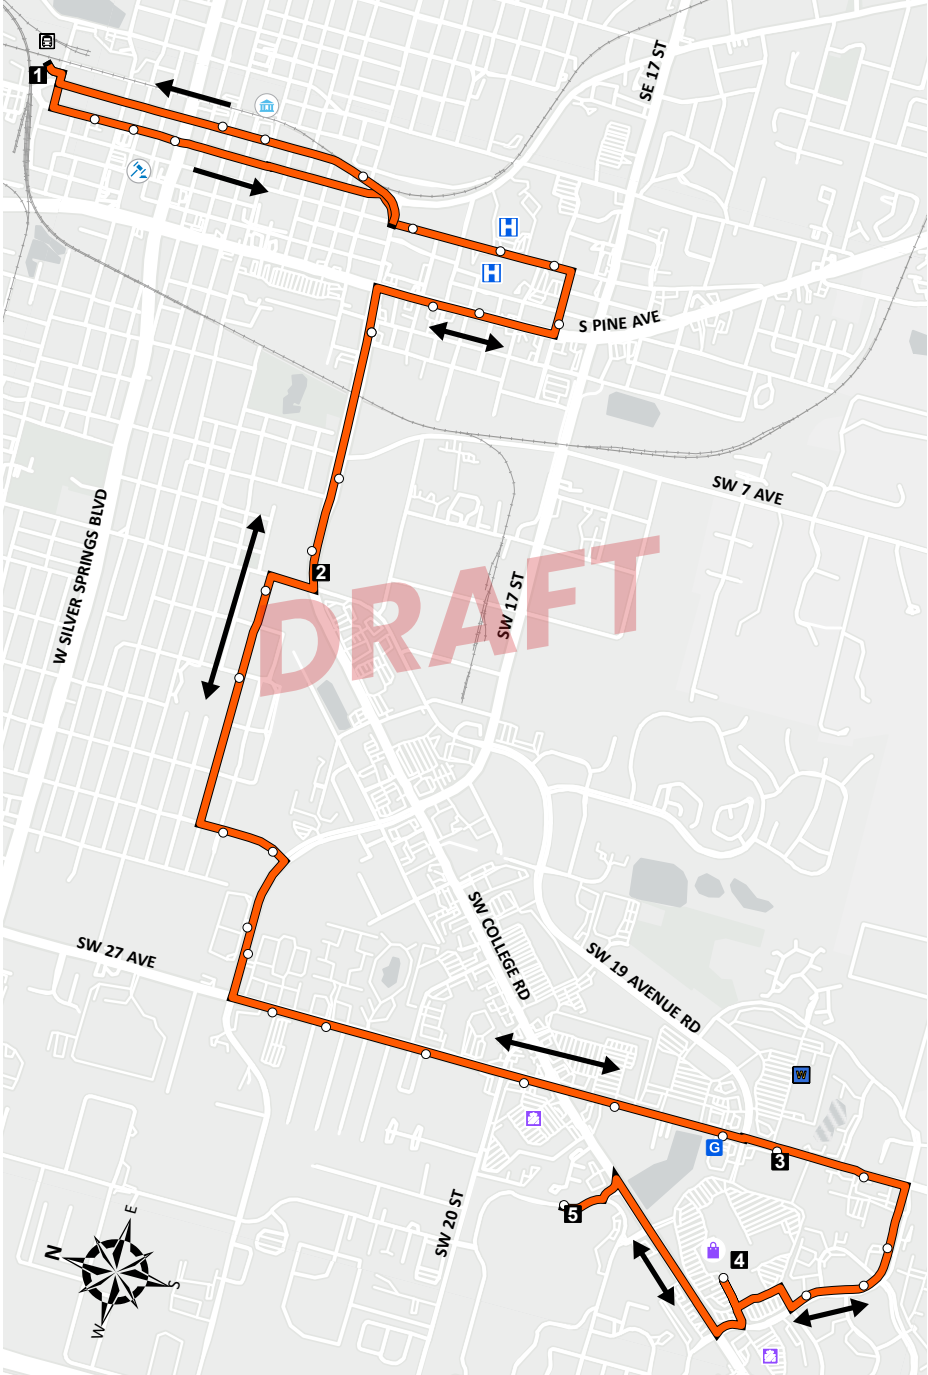 1
SE 17 ST
H
H
S PINE AVE
SW 7 AVE
W SILVER SPRINGS BLVD
2
DRAFT
SW 17 ST
SW COLLEGE RD
SW 27 AVE
SW 19 AVENUE RD
W
G
3
5
SW 20 ST
4
E
N
S
W